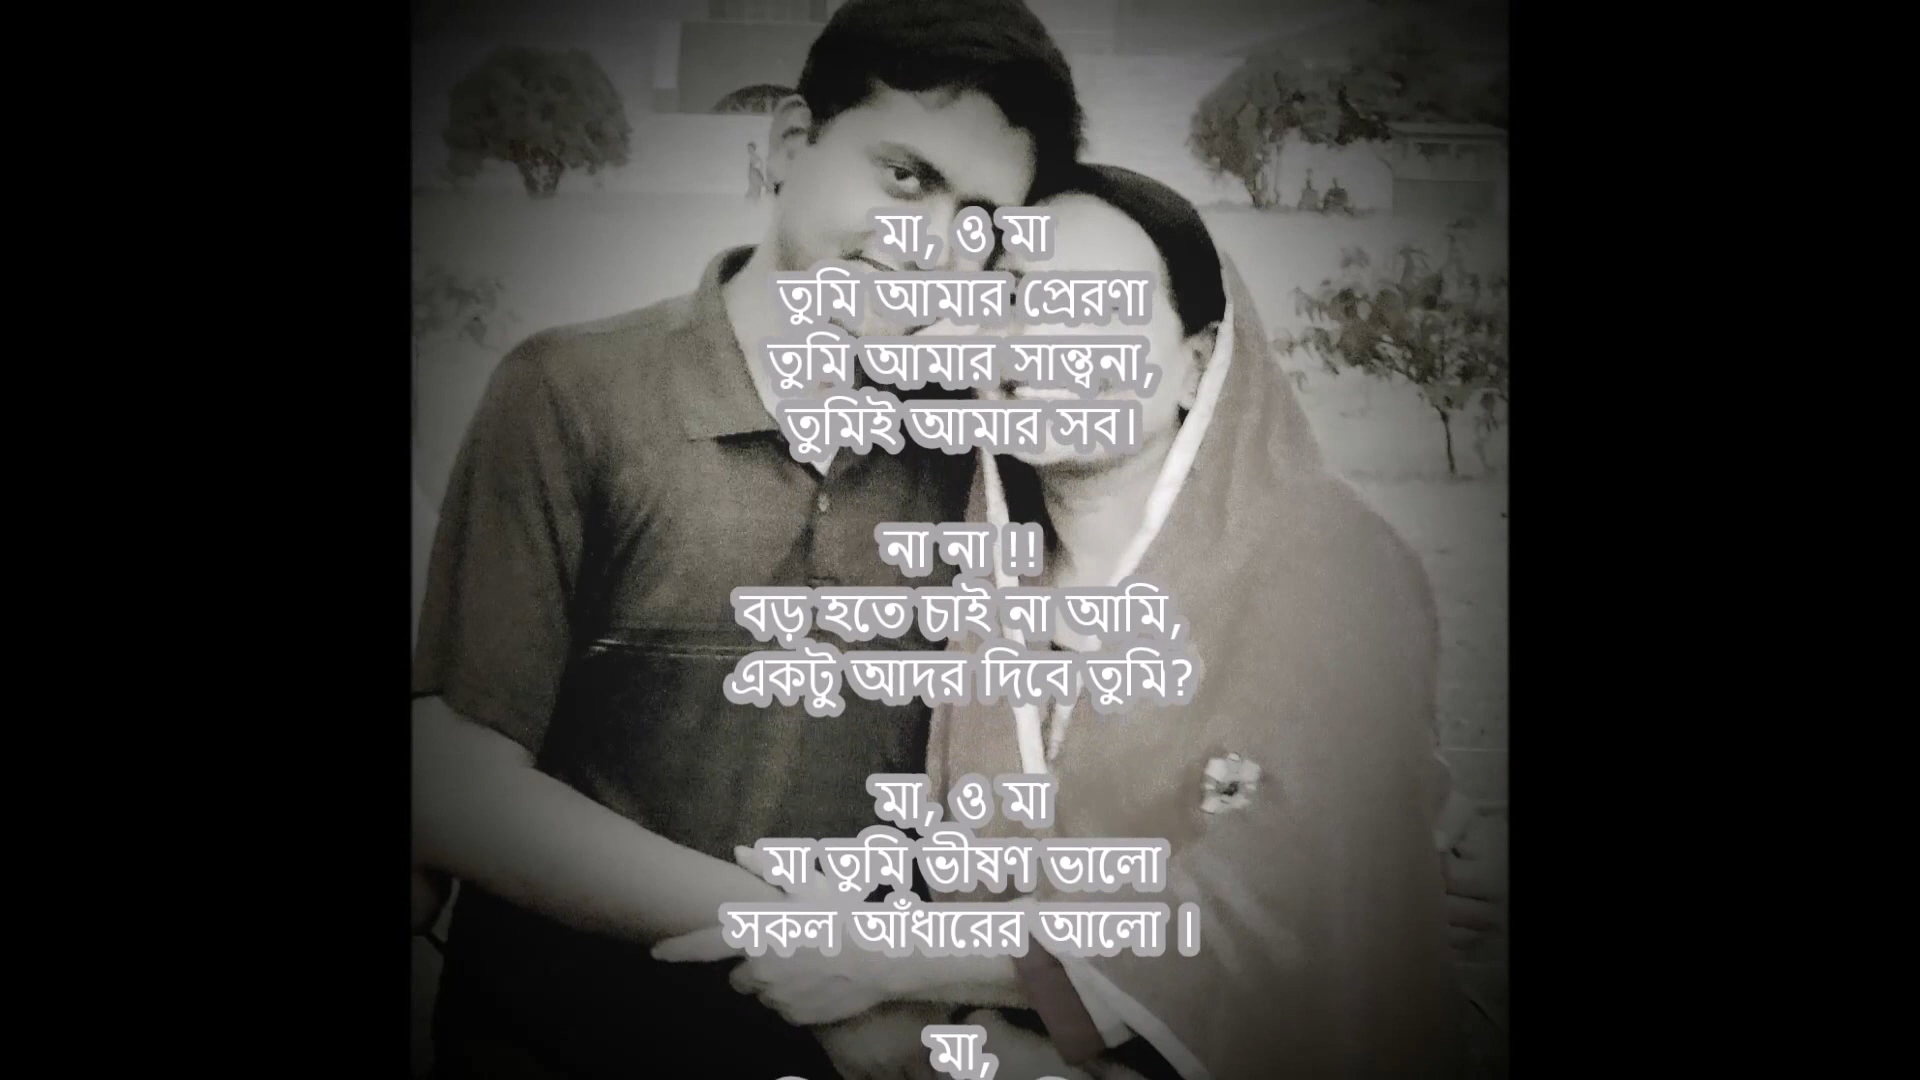 মা, ও মা
তুমি আমার প্রেরণা
তুমি আমার সান্ত্বনা,
তুমিই আমার সব।
না না !!
বড় হতে চাই না আমি,
একটু আদর দিবে তুমি?
মা, ও মা
মা তুমি ভীষণ ভালো
সকল আঁধারের আলো ।
মা,